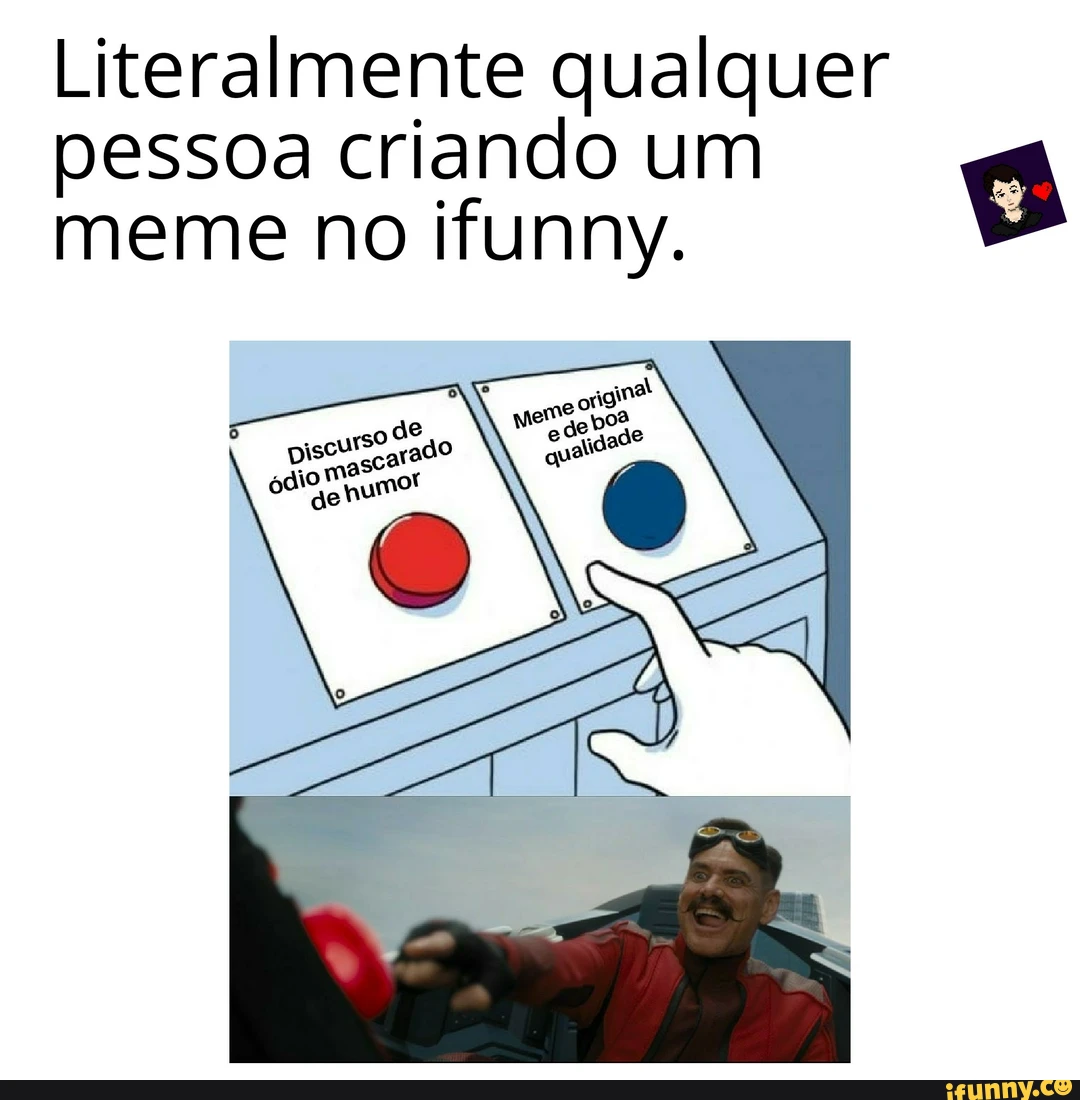 Literalmente qualquer
pessoa criando um
meme no ifunny.
Discurso de
ódio mascarado
de humor
Meme original
e de boa
qualidade
ifunny.co